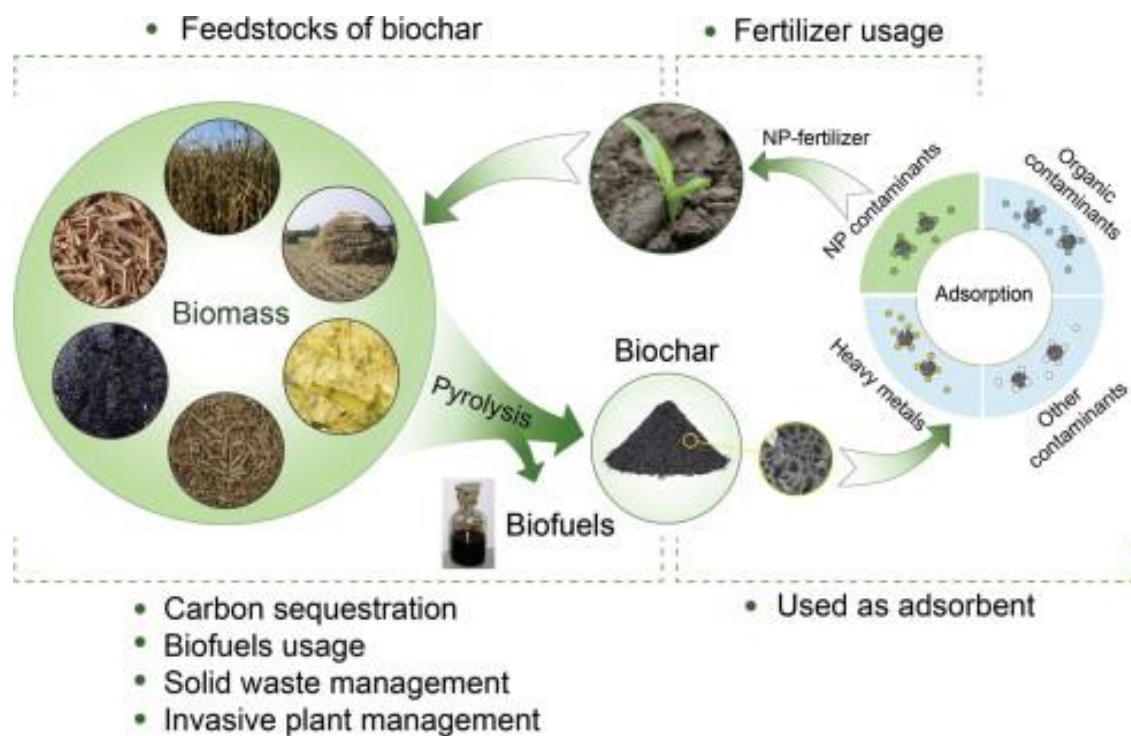 Feedstocks of biochar
Fertilizer usage
NP-fertilizer
NP contaminants
Organic
contaminants
Biomass
Adsorption
Pyrolysis
Biochar
Heavy metals
Other
contaminants
Biofuels
Carbon sequestration
Biofuels usage
Solid waste management
Invasive plant management
Used as adsorbent